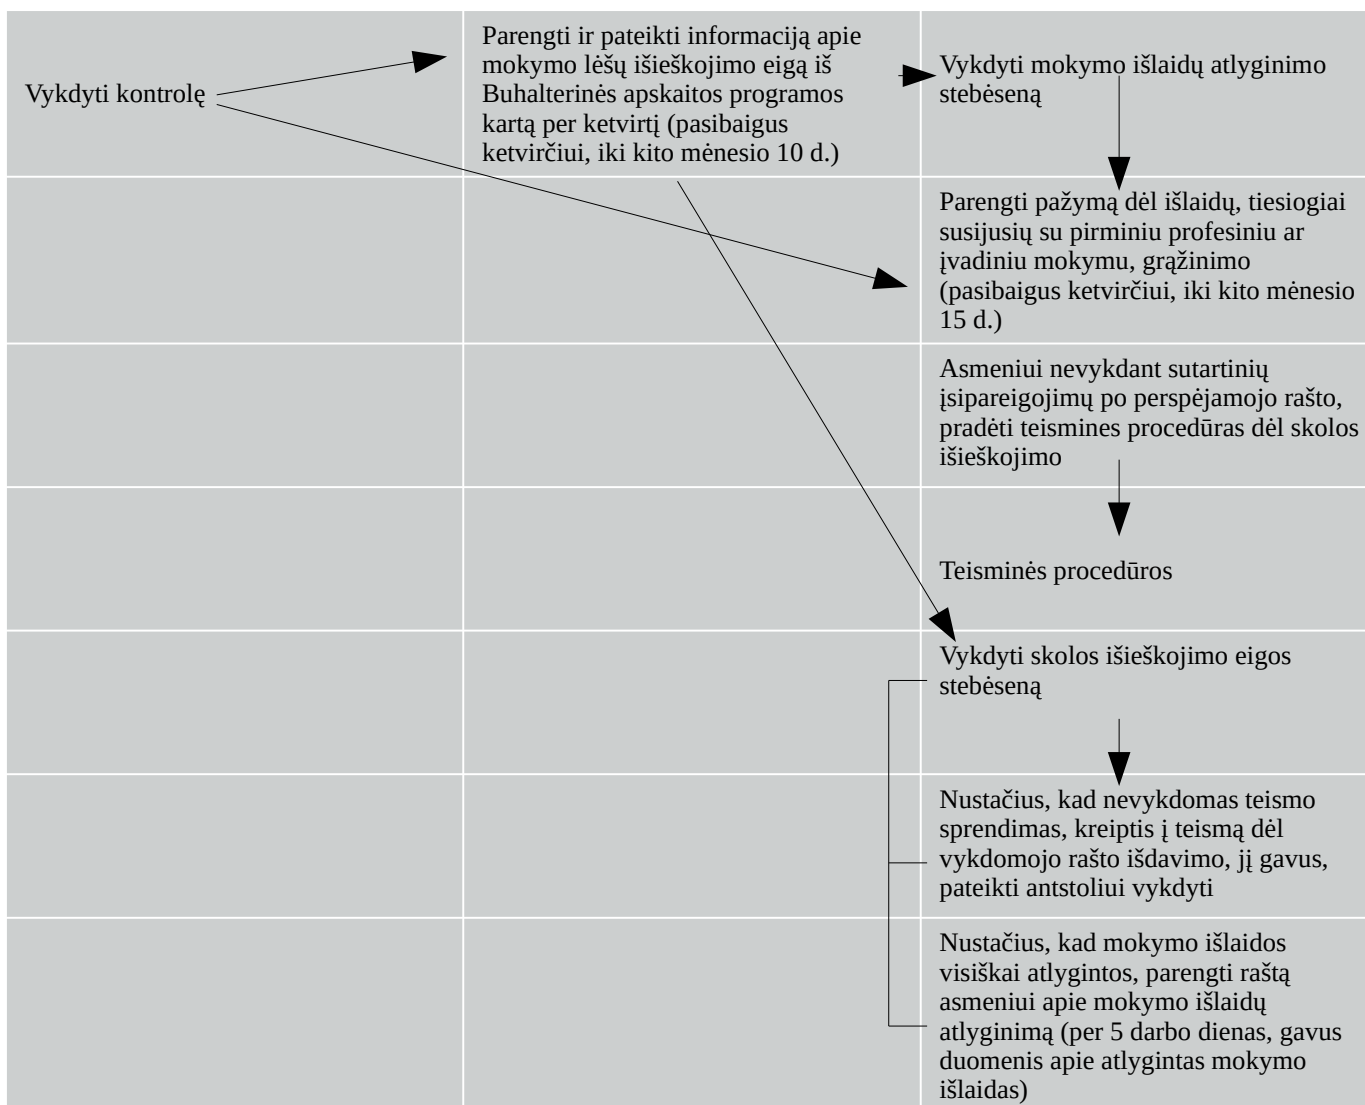 Vykdyti kontrolę
Parengti ir pateikti informaciją apie
mokymo lėšų išieškojimo eigą iš
Buhalterinės apskaitos programos
kartą per ketvirtį (pasibaigus
ketvirčiui, iki kito mėnesio 10 d.)
Vykdyti mokymo išlaidų atlyginimo
stebėseną
Parengti pažymą dėl išlaidų, tiesiogiai
susijusių su pirminiu profesiniu ar
įvadiniu mokymu, grąžinimo
(pasibaigus ketvirčiui, iki kito mėnesio
15 d.)
Asmeniui nevykdant sutartinių
įsipareigojimų po perspėjamojo rašto,
pradėti teismines procedūras dėl skolos
išieškojimo
Teisminės procedūros
Vykdyti skolos išieškojimo eigos
stebėseną
Nustačius, kad nevykdomas teismo
sprendimas, kreiptis į teismą dėl
vykdomojo rašto išdavimo, jį gavus,
pateikti antstoliui vykdyti
Nustačius, kad mokymo išlaidos
visiškai atlygintos, parengti raštą
asmeniui apie mokymo išlaidų
atlyginimą (per 5 darbo dienas, gavus
duomenis apie atlygintas mokymo
išlaidas)